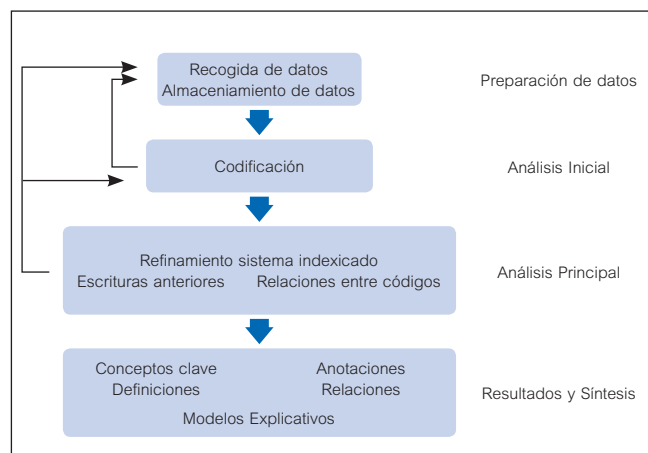 Recogida de datos
Almaceniamiento de datos
Preparación de datos
Codificación
Análisis Inicial
Refinamiento sistema indexicado
Escrituras anteriores Relaciones entre códigos
Análisis Principal
Conceptos clave Anotaciones
Definiciones Relaciones
Modelos Explicativos
Resultados y Síntesis